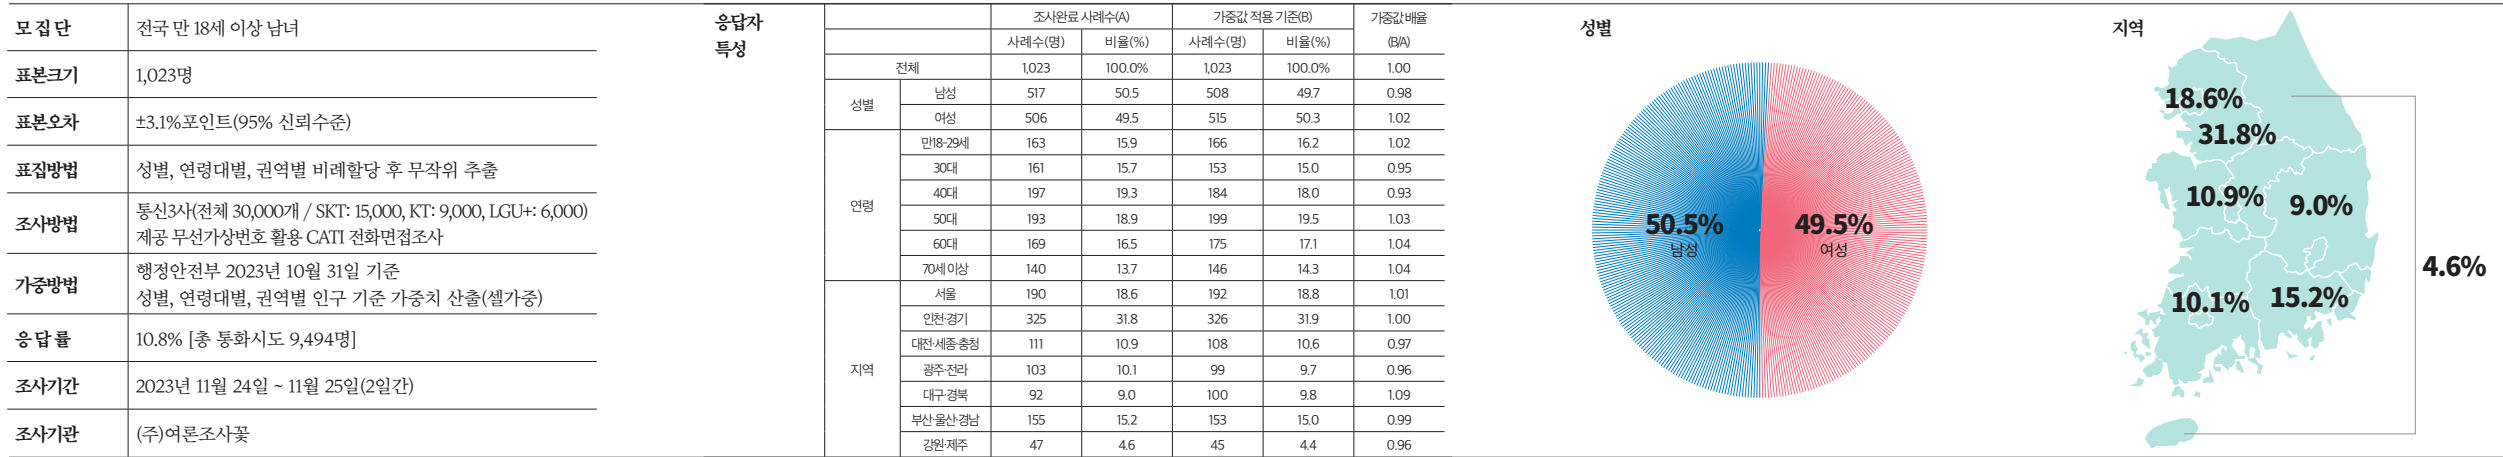 모집단 전국 만 18세 이상 남녀
표본크기 1,023명
표본오차 ±3.1%포인트(95% 신뢰수준)
표집방법 성별, 연령대별, 권역별 비례할당 후 무작위 추출
조사방법 통신3사(전체 30,000개 / SKT: 15,000, KT: 9,000, LGU+: 6,000)
제공 무선가상번호 활용 CATI 전화면접조사
가중방법 행정안전부 2023년 10월 31일 기준
성별, 연령대별, 권역별 인구 기준 가중치 산출(셀가중)
응답률 10.8% [총 통화시도 9,494명]
조사기간 2023년 11월 24일 ~ 11월 25일(2일간)
조사기관 (주)여론조사꽃
응답자
특성
조사완료 사례수(A) 가중값 적용 기준(B) 가중값 배율
사례수(명) 비율(%) 사례수(명) 비율(%) (B/A)
전체 1,023 100.0% 1,023 100.0% 1.00
성별 남성 517 50.5 508 49.7 0.98
여성 506 49.5 515 50.3 1.02
연령 만18-29세 163 15.9 166 16.2 1.02
30대 161 15.7 153 15.0 0.95
40대 197 19.3 184 18.0 0.93
50대 193 18.9 199 19.5 1.03
60대 169 16.5 175 17.1 1.04
70세 이상 140 13.7 146 14.3 1.04
지역 서울 190 18.6 192 18.8 1.01
인천·경기 325 31.8 326 31.9 1.00
대전·세종·충청 111 10.9 108 10.6 0.97
광주·전라 103 10.1 99 9.7 0.96
대구·경북 92 9.0 100 9.8 1.09
부산·울산·경남 155 15.2 153 15.0 0.99
강원·제주 47 4.6 45 4.4 0.96
성별
50.5%
남성
49.5%
여성
지역
18.6%
31.8%
10.9%
9.0%
4.6%
10.1%
15.2%